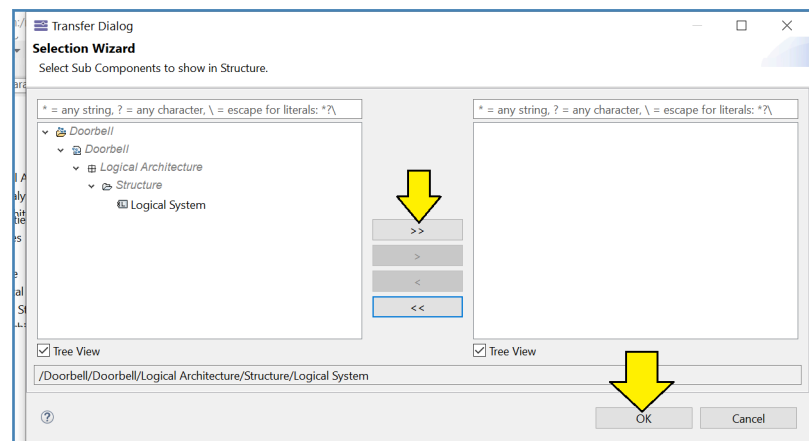 Transfer Dialog
Selection Wizard
Select Sub Components to show in Structure.
* = any string, ? = any character, \ = escape for literals: *?\
* = any string, ? = any character, \ = escape for literals: *?\
Doorbell
Doorbell
Logical Architecture
Structure
Logical System
>>
>
<
<<
Tree View
Tree View
/Doorbell/Doorbell/Logical Architecture/Structure/Logical System
OK
Cancel